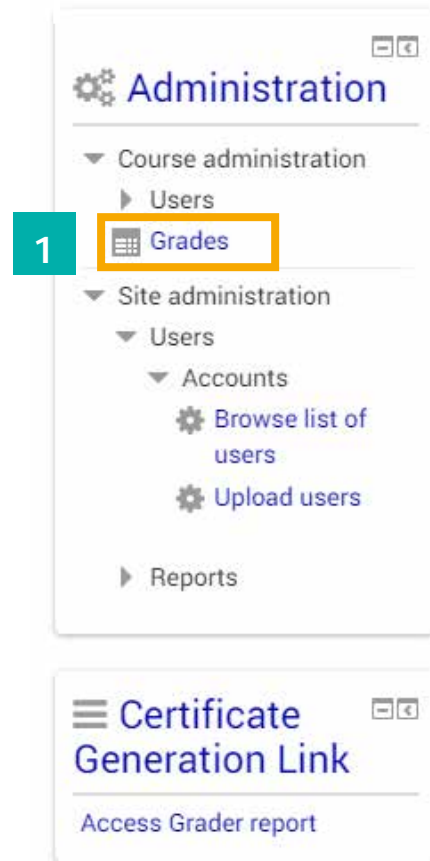 Administration
Course administration
Users
1
Grades
Site administration
Users
Accounts
Browse list of
users
Upload users
Reports
Certificate
Generation Link
Access Grader report